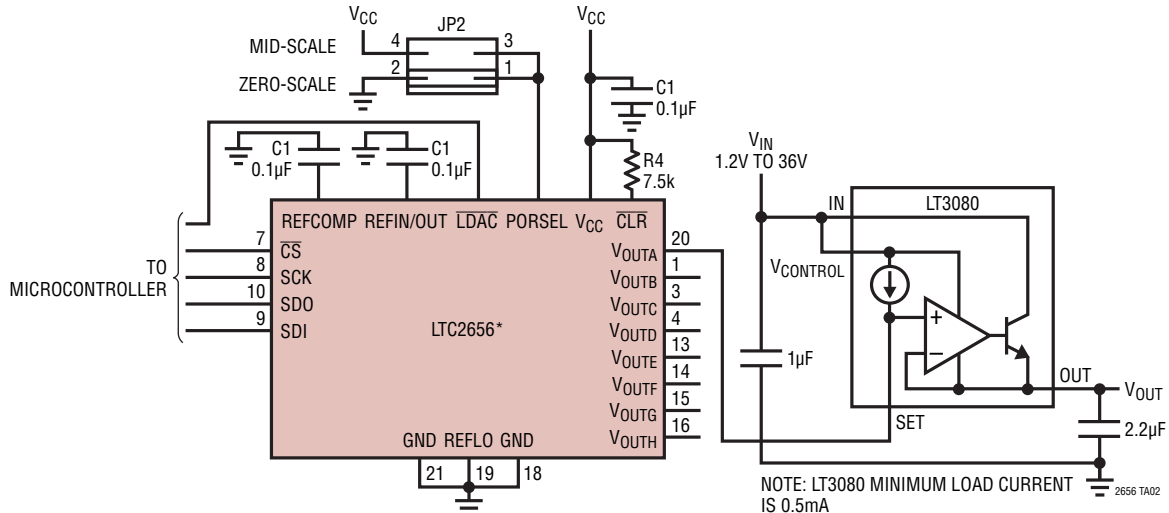 VCC
JP2
VCC
MID-SCALE
4
3
ZERO-SCALE
2
1
C1
0.1µF
C1
0.1µF
C1
0.1µF
R4
7.5k
VIN
1.2V TO 36V
IN
LT3080
REFCOMP REFIN/OUT LDAC PORSEL VCC CLR
TO
MICROCONTROLLER
7
CS
8
SCK
10
SDO
9
SDI
LTC2656*
VOUTA
20
VOUTB
1
VOUTC
3
VOUTD
4
VOUTE
13
VOUTF
14
VOUTG
15
VOUTH
16
GND REFLO GND
21
19
18
VCONTROL
+
–
1µF
OUT
VOUT
SET
2.2µF
NOTE: LT3080 MINIMUM LOAD CURRENT
IS 0.5mA
2656 TA02